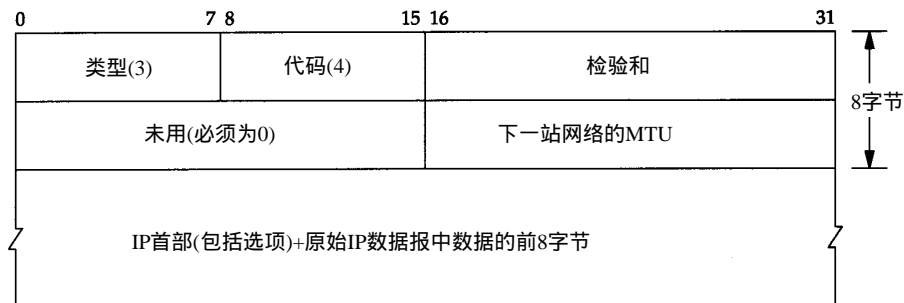 0 7 8 15 16 31
类型(3) 代码(4) 检验和
8字节
未用(必须为0) 下一站网络的MTU
IP首部(包括选项)+原始IP数据报中数据的前8字节